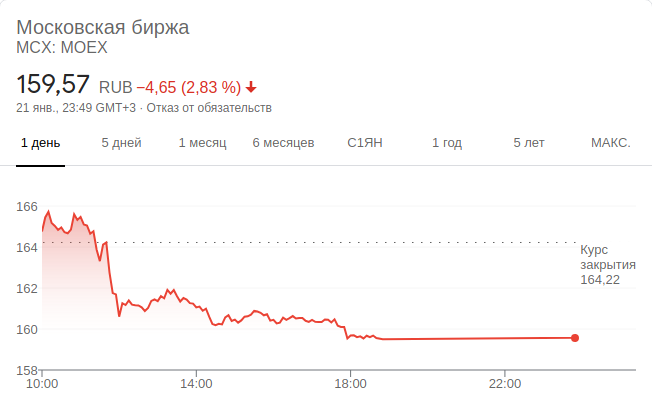 Московская биржа
MCX: MOEX
159,57 RUB −4,65 (2,83 %)
21 янв., 23:49 GMT+3 · Отказ от обязательств
1 день 5 дней 1 месяц 6 месяцев С1ЯН 1 год 5 лет МАКС.
166
164
162
160
158
Курс
закрытия
164,22
10:00 14:00 18:00 22:00